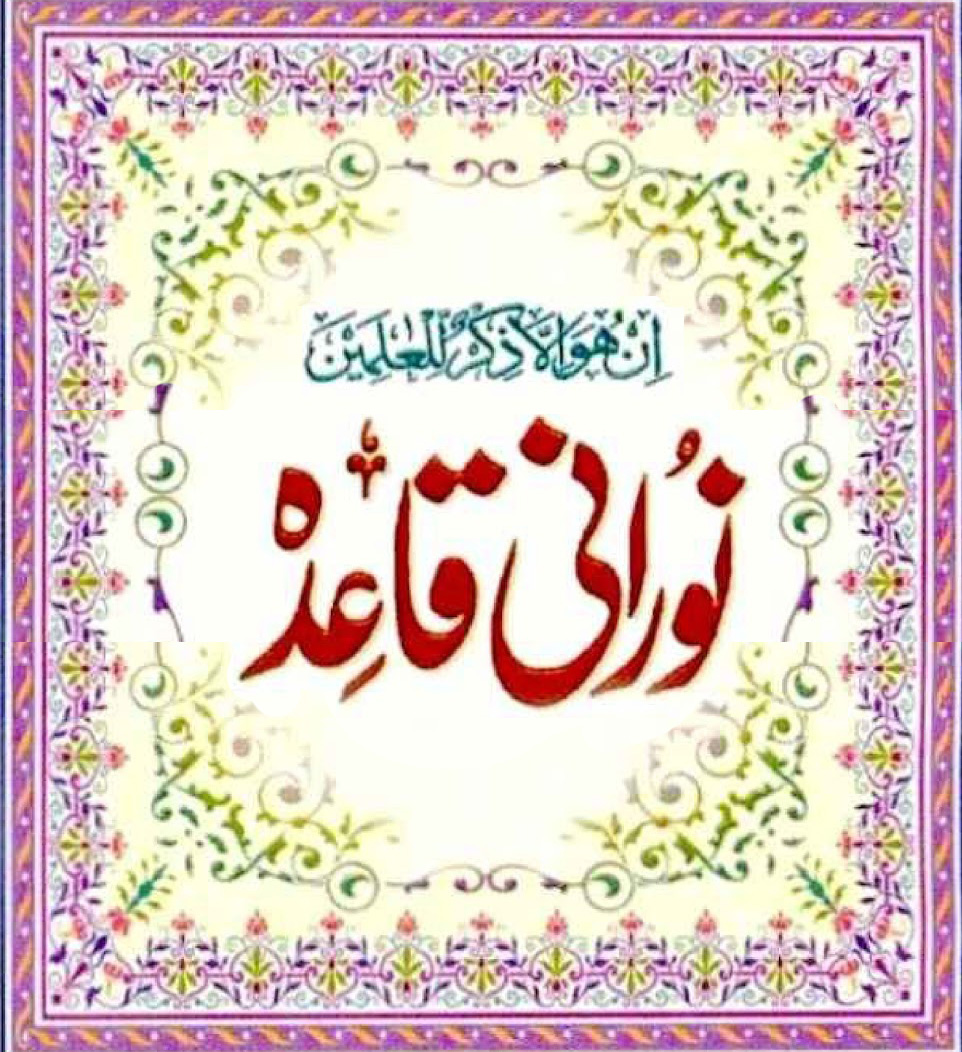 اِنْ هُوَ اِلَّا ذِكْرٌ لِّلْعٰلَمِيْنَ
نُورانی قاعِدہ